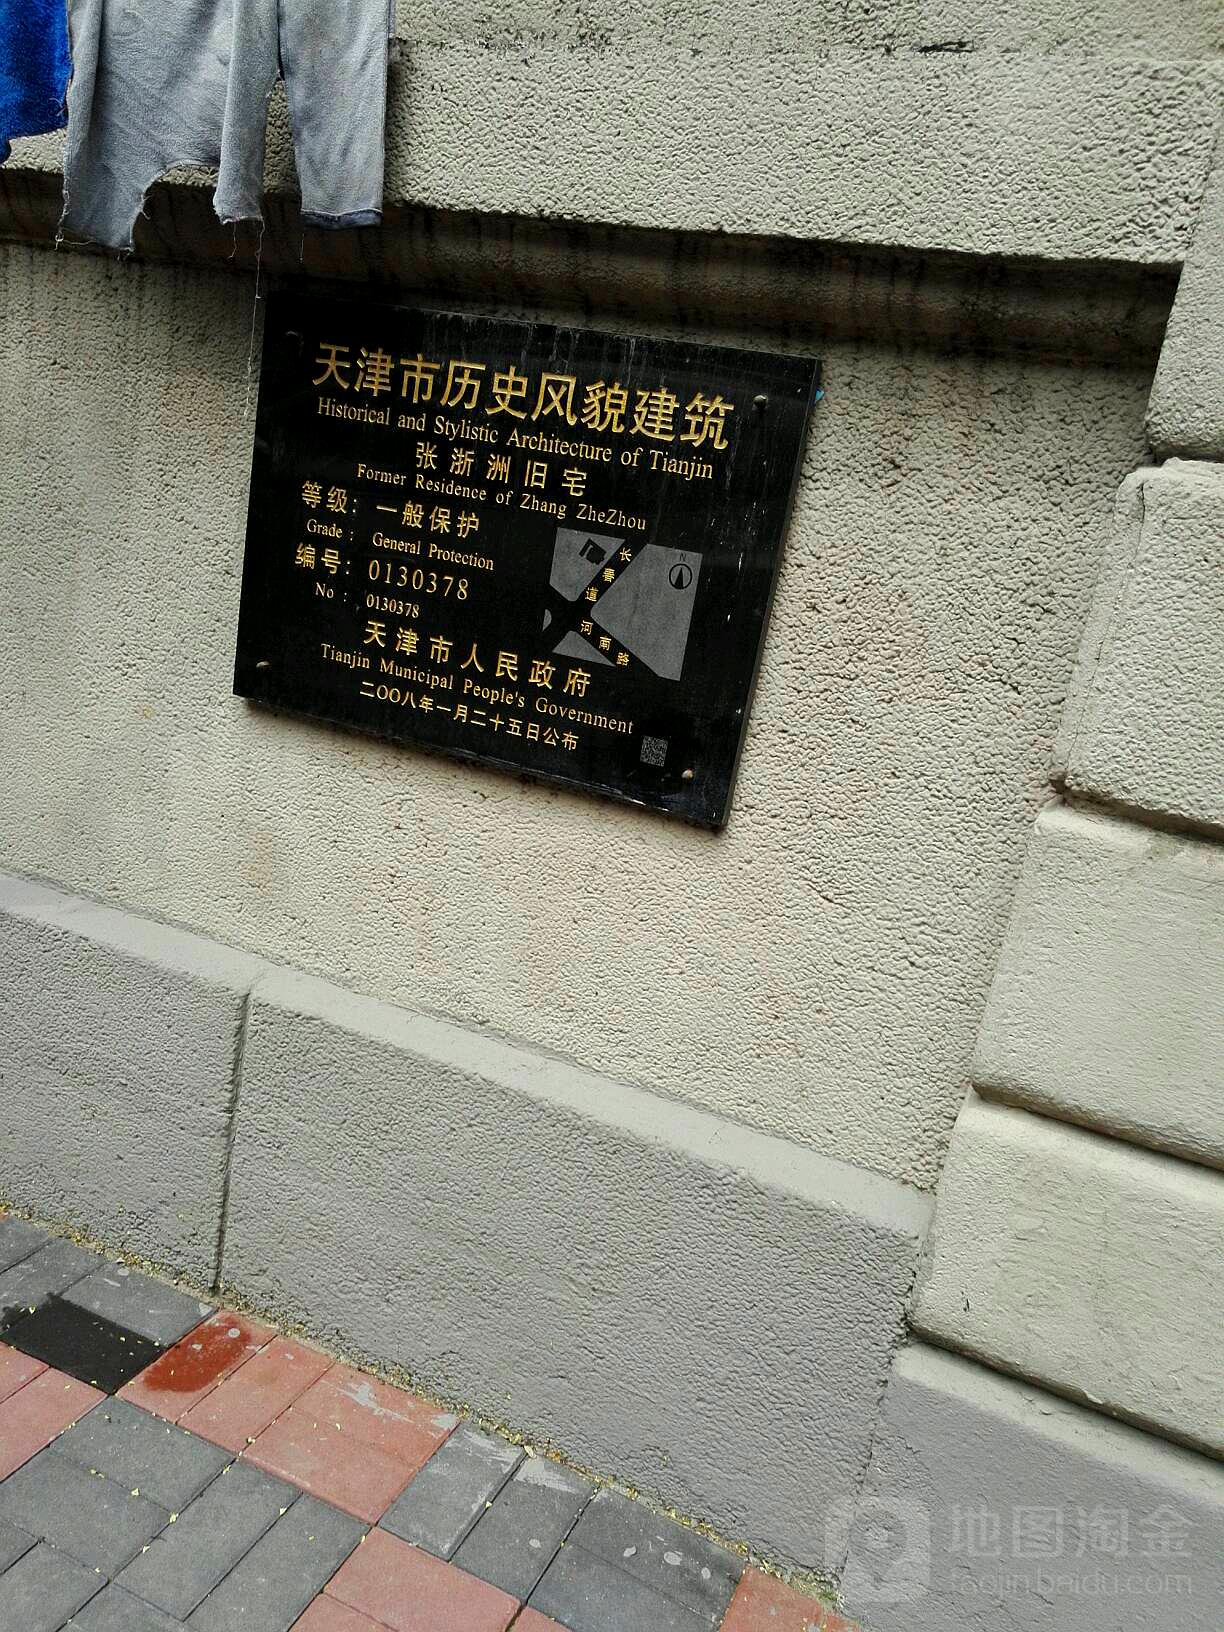 天津市历史风貌建筑
Historical and Stylistic Architecture of Tianjin
张浙洲旧宅
Former Residence of Zhang ZheZhou
等级：一般保护
Grade： General Protection
编号：0130378
No： 0130378
长春道
河南路
N
天津市人民政府
Tianjin Municipal People's Government
二〇〇八年一月二十五日公布
地图淘金
taojin.baidu.com